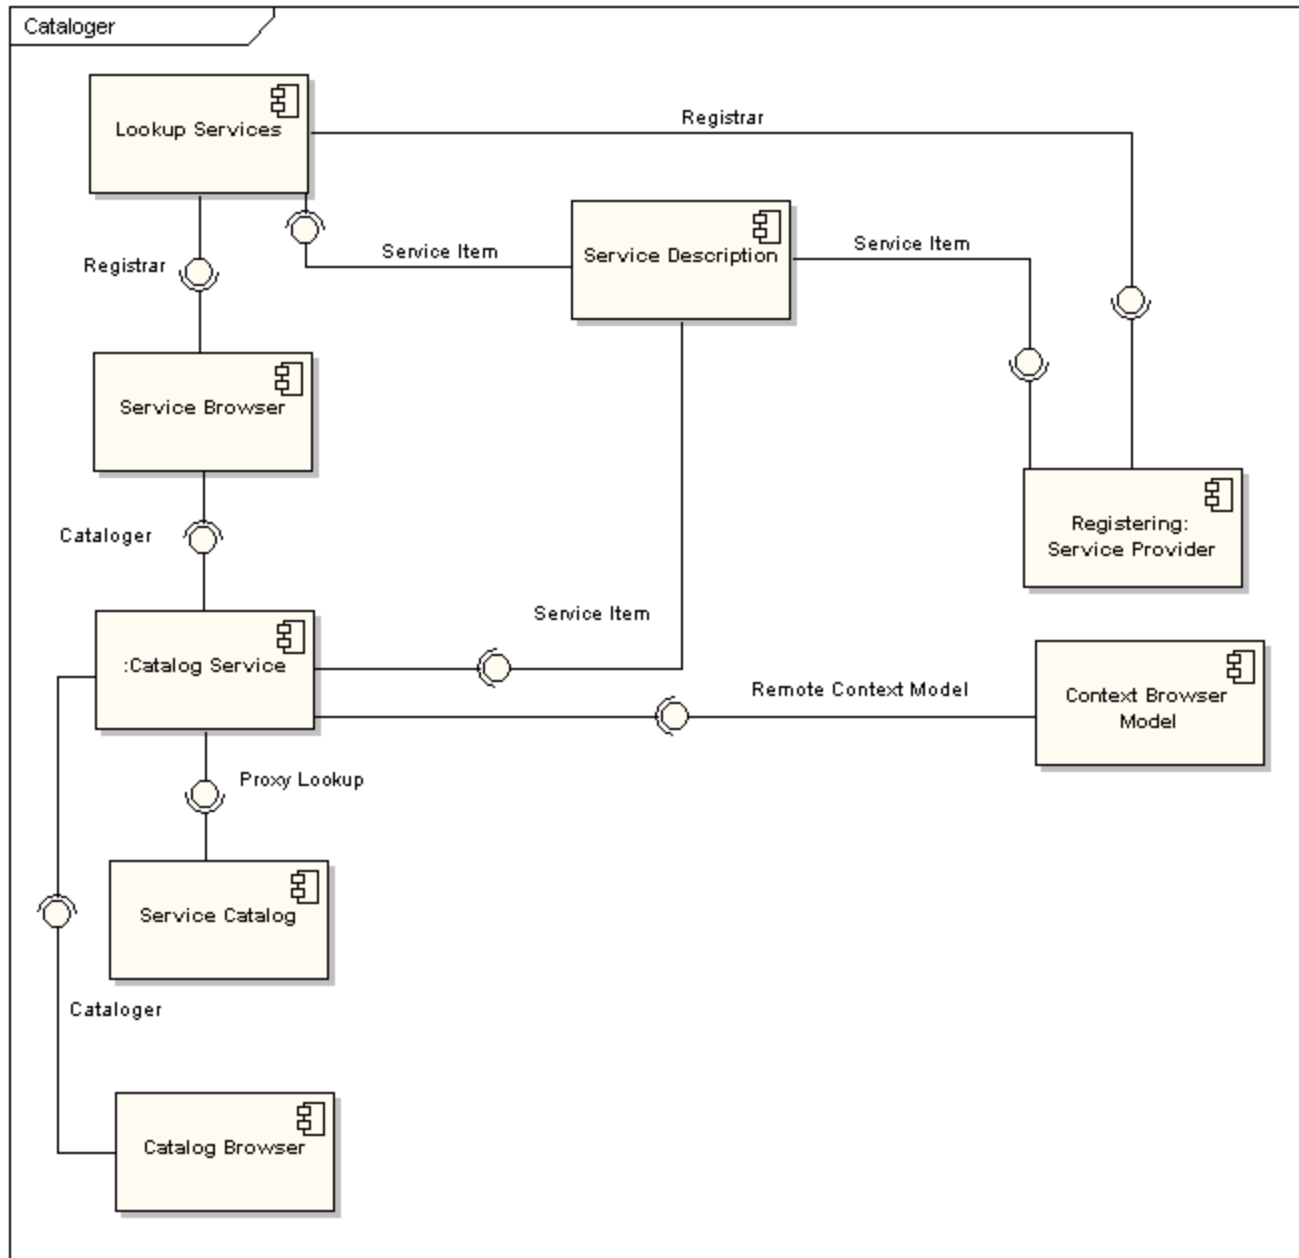 Cataloger
Lookup Services
Registrar
Service Item
Service Description
Service Item
Registrar
Service Browser
Cataloger
Registering:
Service Provider
Service Item
:Catalog Service
Remote Context Model
Context Browser
Model
Proxy Lookup
Service Catalog
Cataloger
Catalog Browser